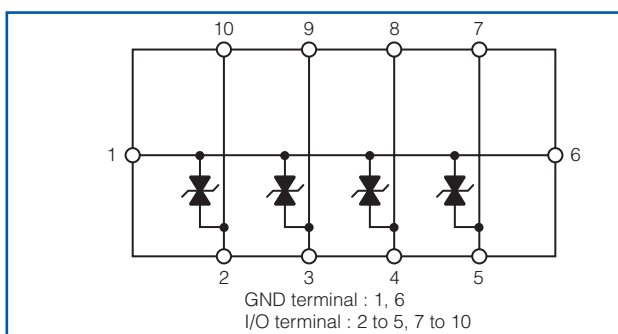 10 9 8 7
1 6
2 3 4 5
GND terminal : 1, 6
I/O terminal : 2 to 5, 7 to 10